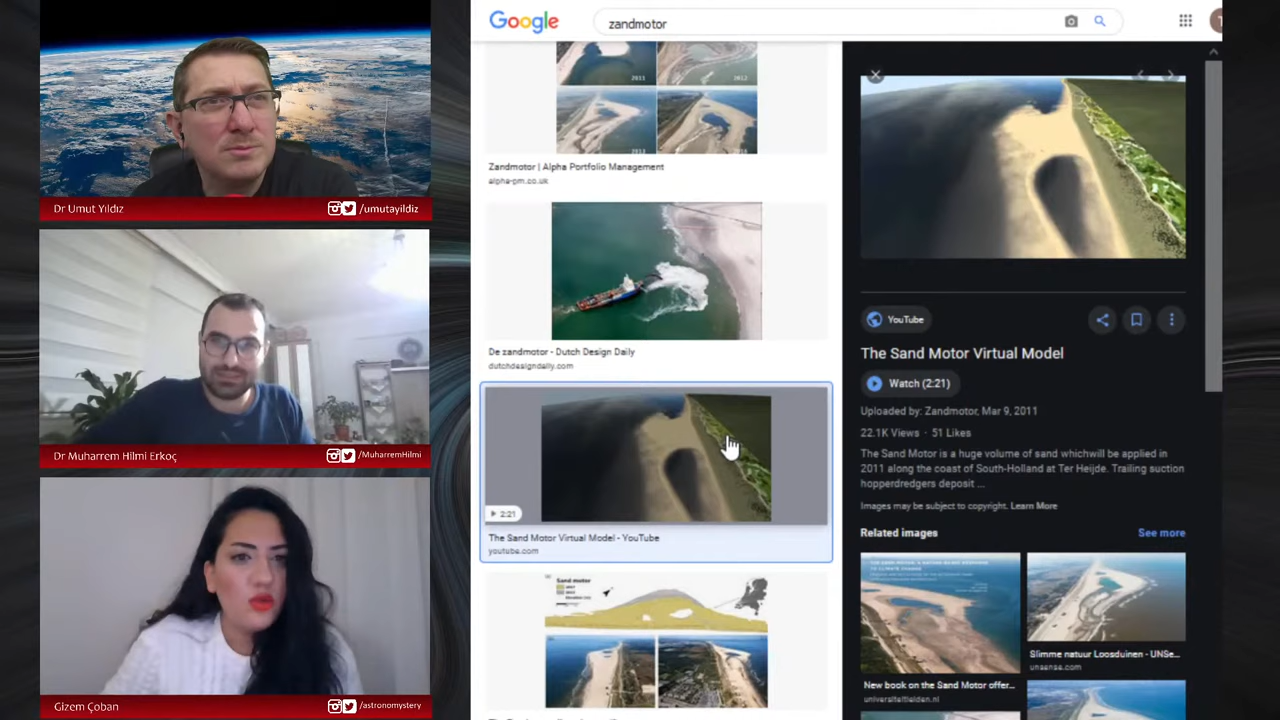 Dr Umut Yıldız
/umutayildiz
Dr Muharrem Hilmi Erkoç
/MuharremHilmi
Gizem Çoban
/astronomystery
Google
zandmotor
2011
2012
Zandmotor | Alpha Portfolio Management
alpha-pm.co.uk
De zandmotor - Dutch Design Daily
dutchdesigndaily.com
2:21
The Sand Motor Virtual Model - YouTube
youtube.com
Sand motor
YouTube
The Sand Motor Virtual Model
Watch (2:21)
Uploaded by: Zandmotor, Mar 9, 2011
22.1K Views · 51 Likes
The Sand Motor is a huge volume of sand whichwill be applied in
2011 along the coast of South-Holland at Ter Heijde. Trailing suction
hopperdredgers deposit ...
Images may be subject to copyright. Learn More
Related images
See more
New book on the Sand Motor offer...
universiteitleiden.nl
Slimme natuur Loosduinen - UNSe...
unsense.com